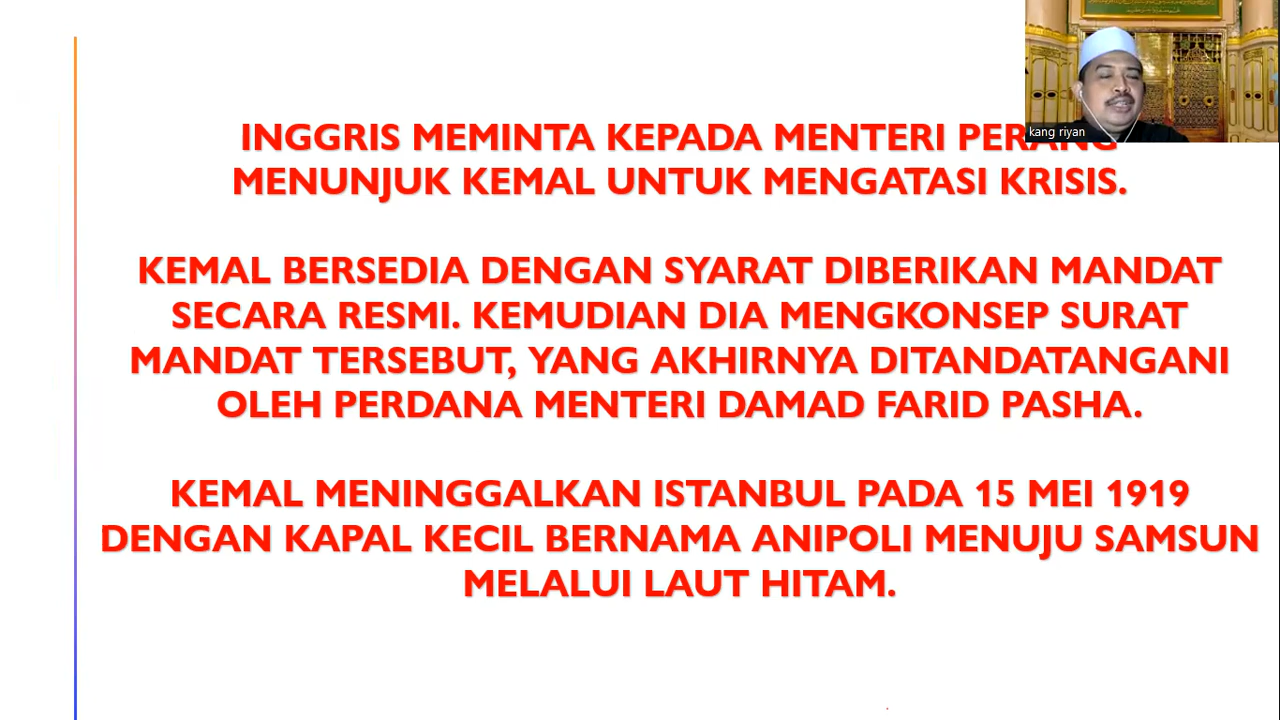 INGGRIS MEMINTA KEPADA MENTERI PERANG
MENUNJUK KEMAL UNTUK MENGATASI KRISIS.
KEMAL BERSEDIA DENGAN SYARAT DIBERIKAN MANDAT
SECARA RESMI. KEMUDIAN DIA MENGKONSEP SURAT
MANDAT TERSEBUT, YANG AKHIRNYA DITANDATANGANI
OLEH PERDANA MENTERI DAMAD FARID PASHA.
KEMAL MENINGGALKAN ISTANBUL PADA 15 MEI 1919
DENGAN KAPAL KECIL BERNAMA ANIPOLI MENUJU SAMSUN
MELALUI LAUT HITAM.
kang riyan